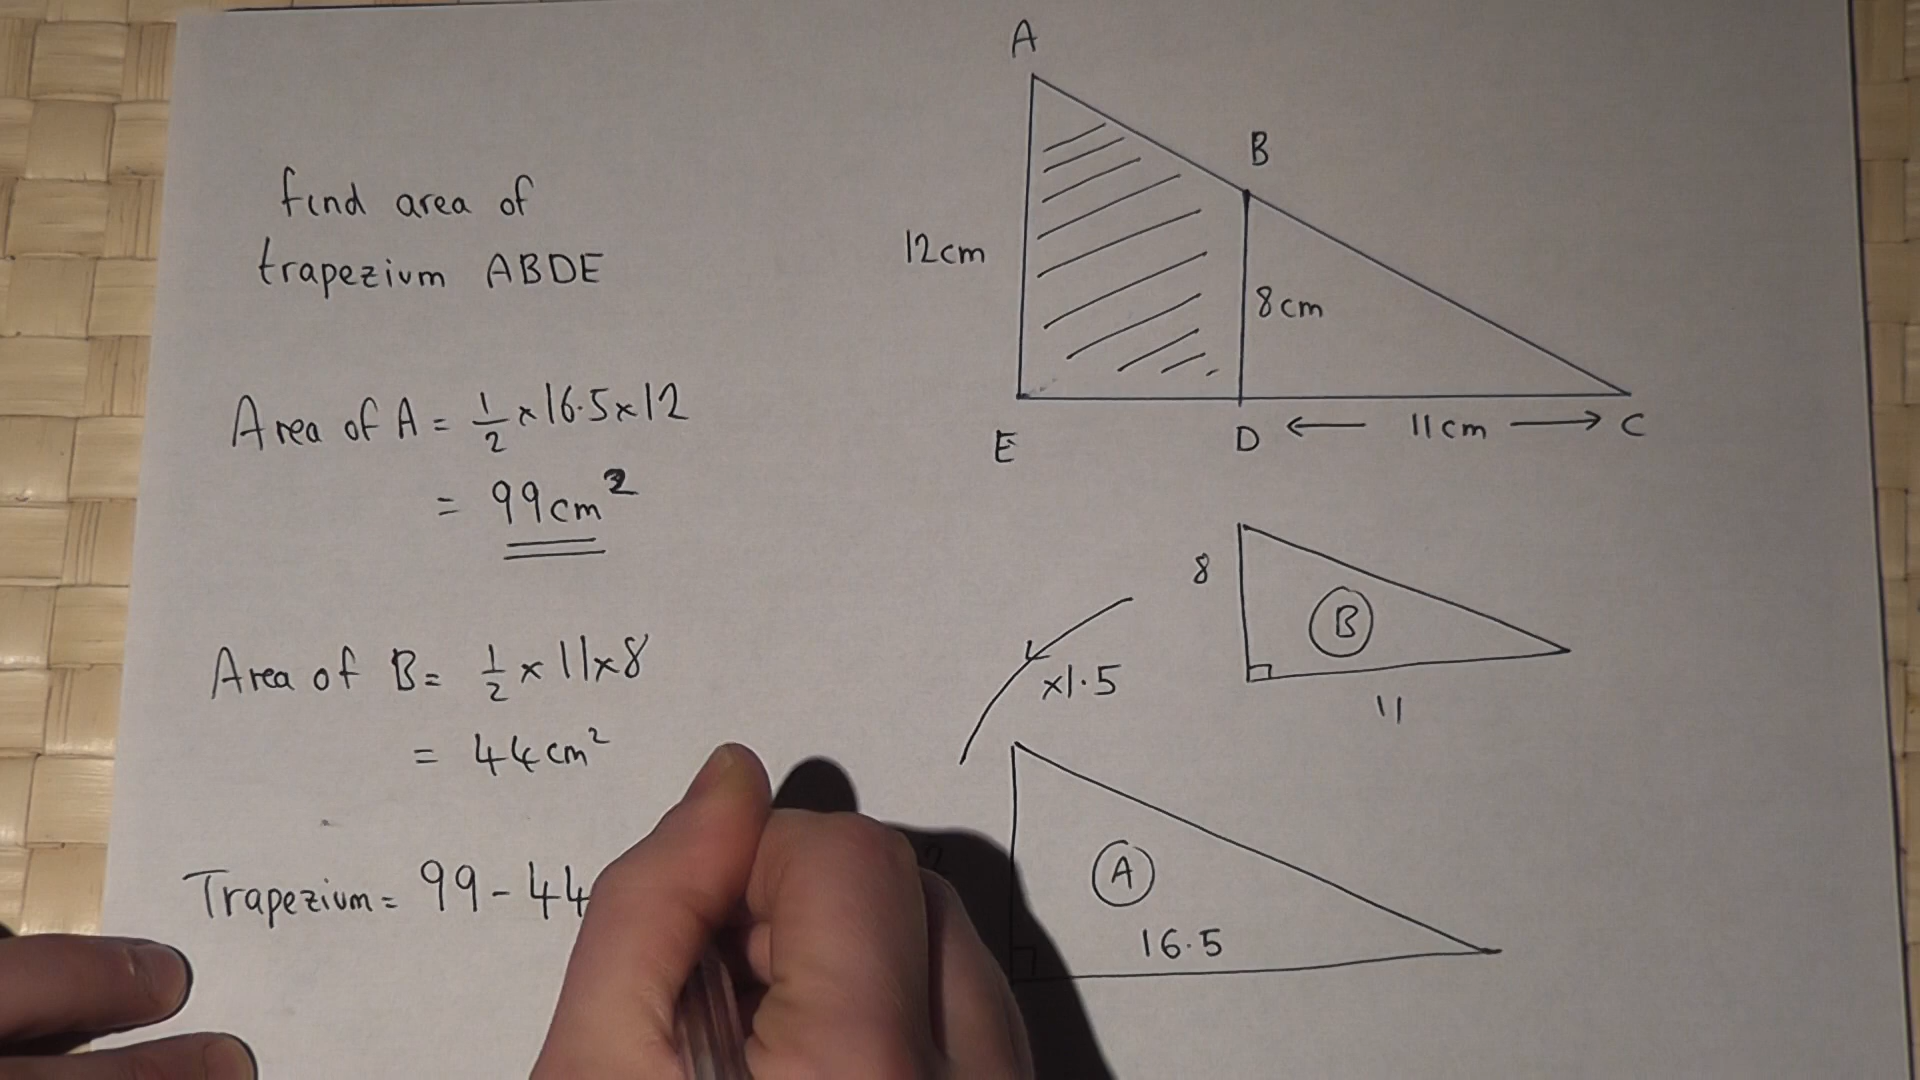 find area of
trapezium ABDE
Area of A = 1/2 × 16.5 × 12
= 99cm²
Area of B = 1/2 × 11 × 8
= 44cm²
Trapezium = 99 - 44
A
B
12cm
8cm
E
D ← 11cm → C
8
B
11
×1.5
A
16.5